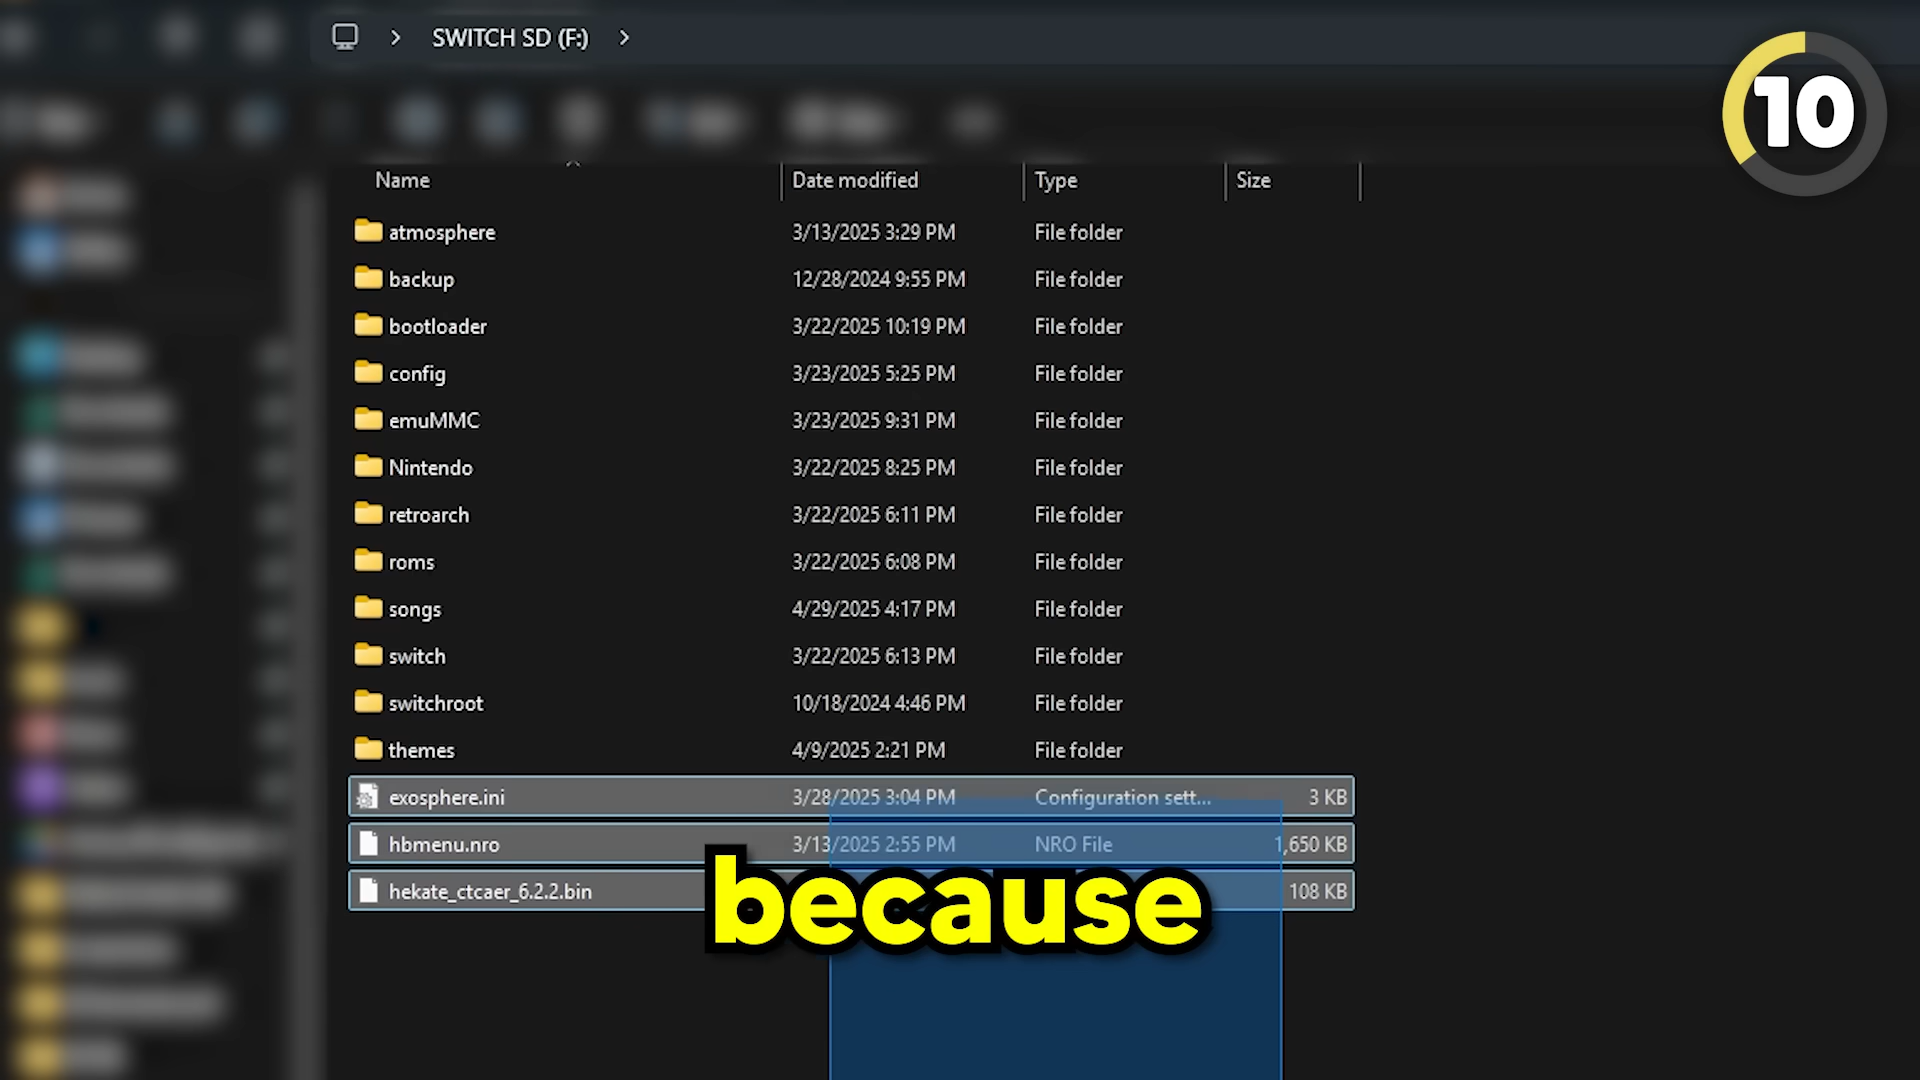 SWITCH SD (F:)
10
Name Date modified Type Size
atmosphere 3/13/2025 3:29 PM File folder
backup 12/28/2024 9:55 PM File folder
bootloader 3/22/2025 10:19 PM File folder
config 3/23/2025 5:25 PM File folder
emuMMC 3/23/2025 9:31 PM File folder
Nintendo 3/22/2025 8:25 PM File folder
retroarch 3/22/2025 6:11 PM File folder
roms 3/22/2025 6:08 PM File folder
songs 4/29/2025 4:17 PM File folder
switch 3/22/2025 6:13 PM File folder
switchroot 10/18/2024 4:46 PM File folder
themes 4/9/2025 2:21 PM File folder
exosphere.ini 3/28/2025 3:04 PM Configuration sett... 3 KB
hbmenu.nro 3/13/2025 2:55 PM NRO File 1,650 KB
hekate_ctcaer_6.2.2.bin 108 KB
because